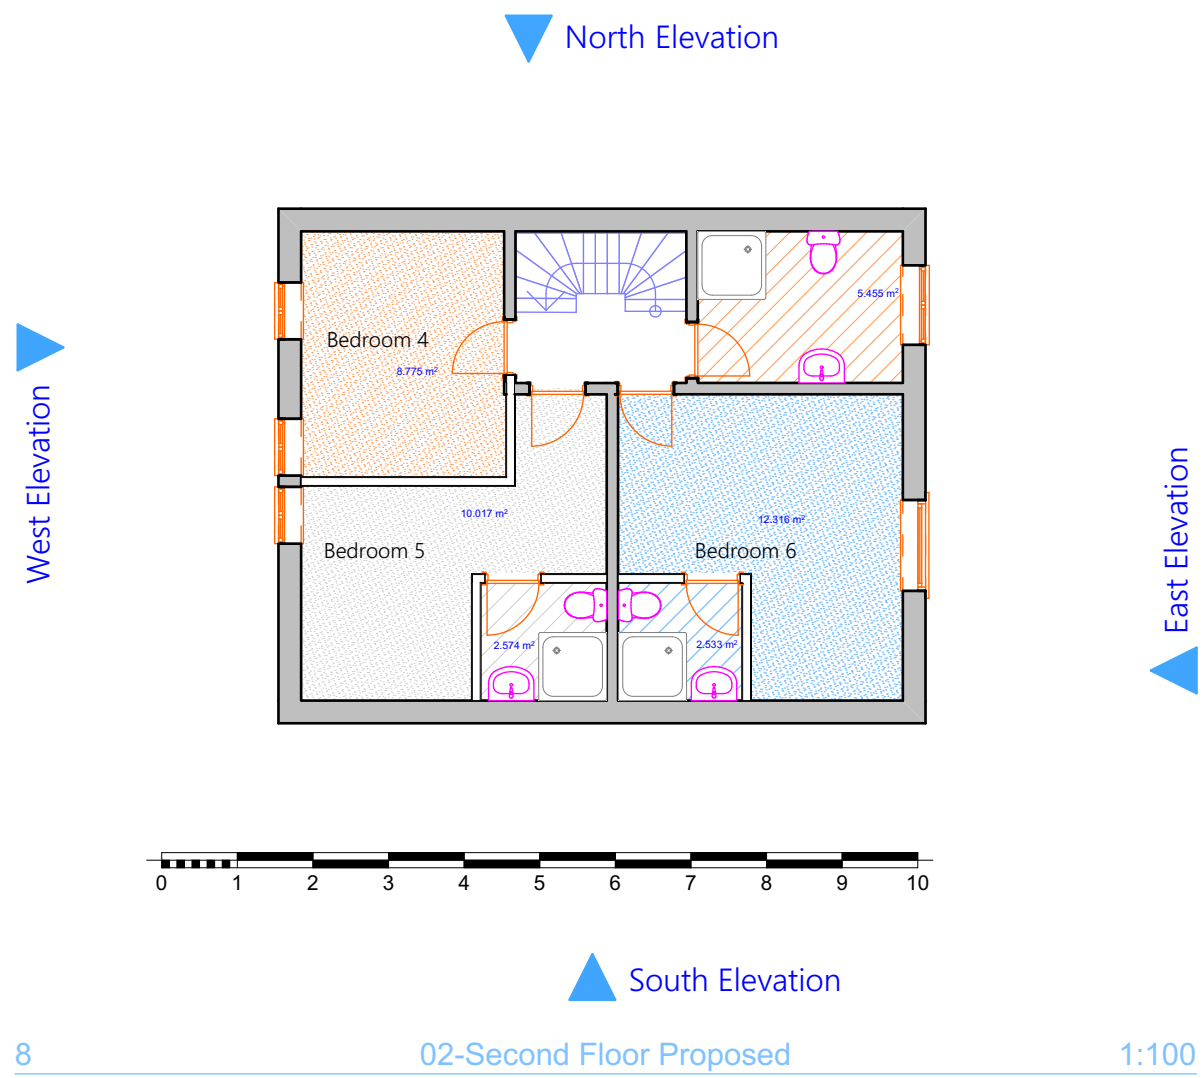 North Elevation
5.455 m²
Bedroom 4
8.775 m²
West Elevation
East Elevation
10.017 m²
12.316 m²
Bedroom 5
Bedroom 6
2.574 m²
2.533 m²
0 1 2 3 4 5 6 7 8 9 10
South Elevation
8 02-Second Floor Proposed 1:100